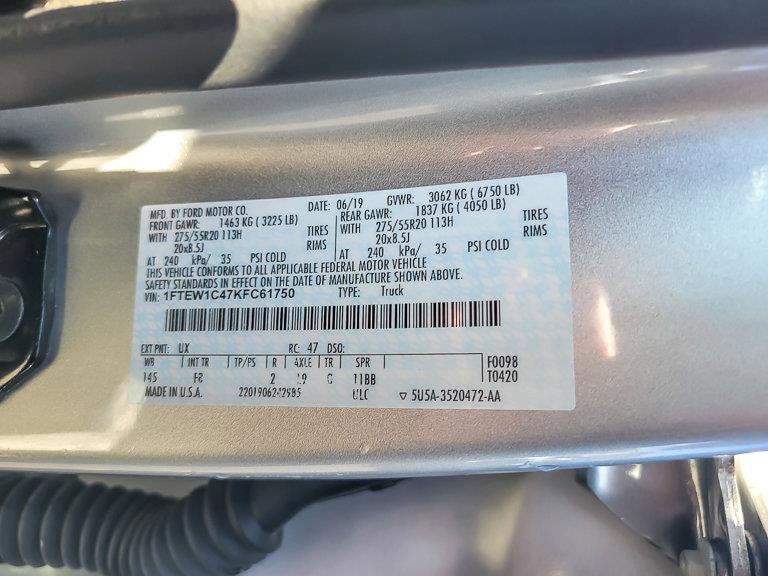 MFD. BY FORD MOTOR CO. DATE: 06/19 GVWR: 3062 KG ( 6750 LB)
FRONT GAWR: 1463 KG ( 3225 LB) REAR GAWR: 1837 KG ( 4050 LB)
WITH 275/55R20 113H TIRES WITH 275/55R20 113H TIRES
20x8.5J RIMS 20x8.5J RIMS
AT 240 kPa/ 35 PSI COLD AT 240 kPa/ 35 PSI COLD
THIS VEHICLE CONFORMS TO ALL APPLICABLE FEDERAL MOTOR VEHICLE
SAFETY STANDARDS IN EFFECT ON THE DATE OF MANUFACTURE SHOWN ABOVE.
VIN: 1FTEW1C47KFC61750 TYPE: Truck
EXT PNT: UX RC: 47 DSO:
WB INT TR TP/PS R AXLE TR SPR F0098
145 2 G 11BB T0420
MADE IN U.S.A. ULC ▽ 5U5A-3520472-AA